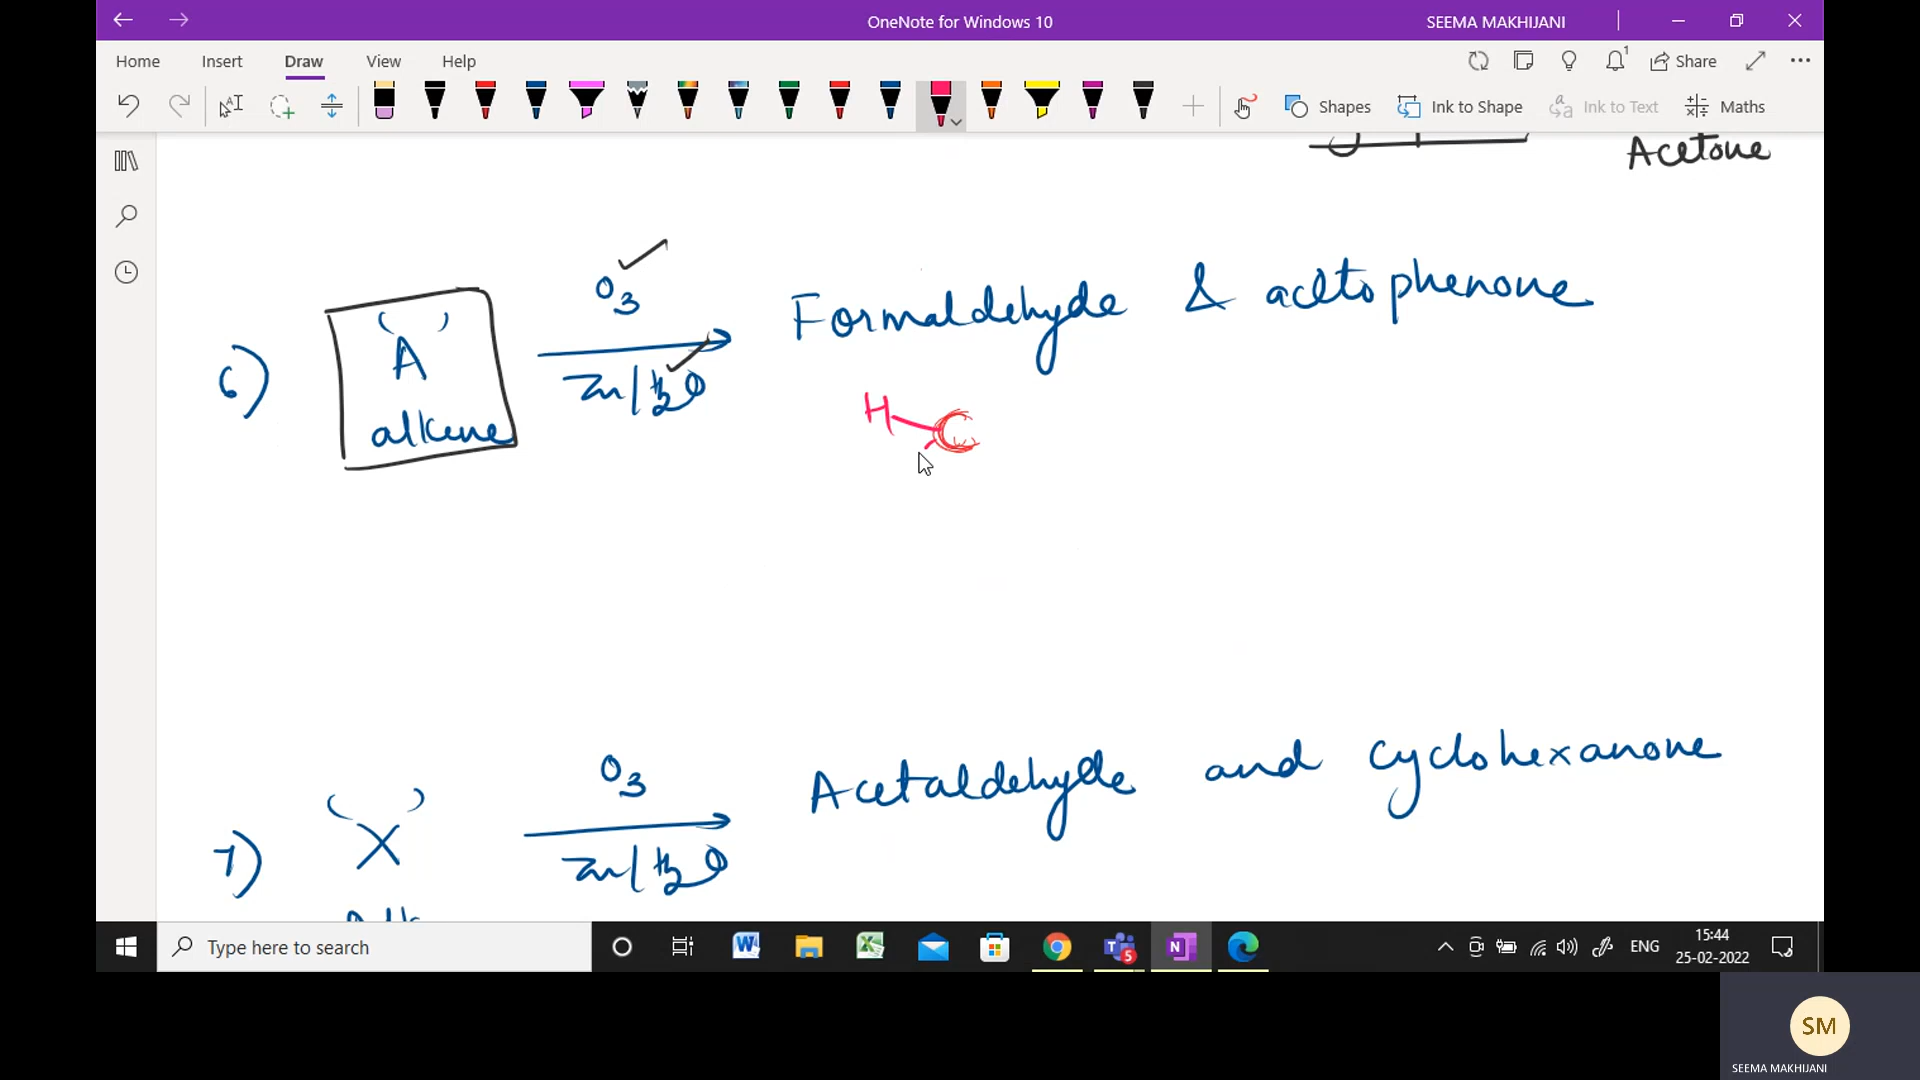 OneNote for Windows 10
SEEMA MAKHIJANI
Home Insert Draw View Help
1
Share
Shapes
Ink to Shape
Ink to Text
Maths
Acetone
6) (A) alkene O3 Zn/H2O Formaldehyde & acetophenone
H C
7) (X) O3 Zn/H2O Acetaldehyde and cyclohexanone
Type here to search
5
ENG
15:44
25-02-2022
SM
SEEMA MAKHIJANI